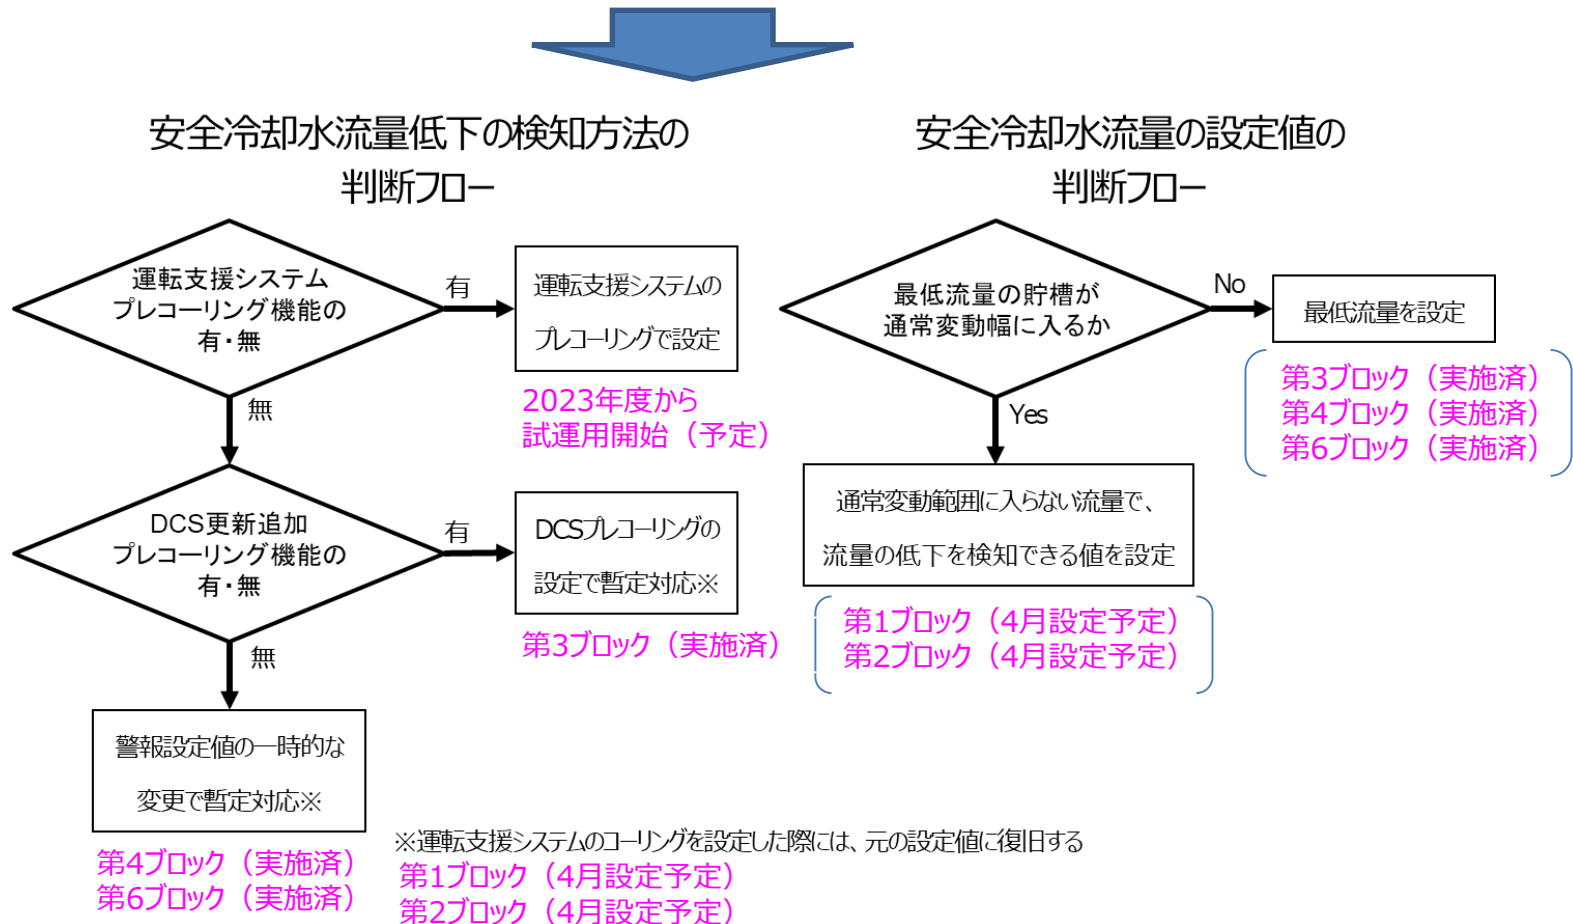 安全冷却水流量低下の検知方法の
判断フロー
運転支援システム
プレコーリング機能の
有・無
有
運転支援システムの
プレコーリングで設定
2023年度から
試運用開始（予定）
無
DCS更新追加
プレコーリング機能の
有・無
有
DCSプレコーリングの
設定で暫定対応※
第3ブロック（実施済）
無
警報設定値の一時的な
変更で暫定対応※
第4ブロック（実施済）
第6ブロック（実施済）
※運転支援システムのコーリングを設定した際には、元の設定値に復旧する
第1ブロック（4月設定予定）
第2ブロック（4月設定予定）
安全冷却水流量の設定値の
判断フロー
最低流量の貯槽が
通常変動幅に入るか
No
最低流量を設定
第3ブロック（実施済）
第4ブロック（実施済）
第6ブロック（実施済）
Yes
通常変動範囲に入らない流量で、
流量の低下を検知できる値を設定
第1ブロック（4月設定予定）
第2ブロック（4月設定予定）